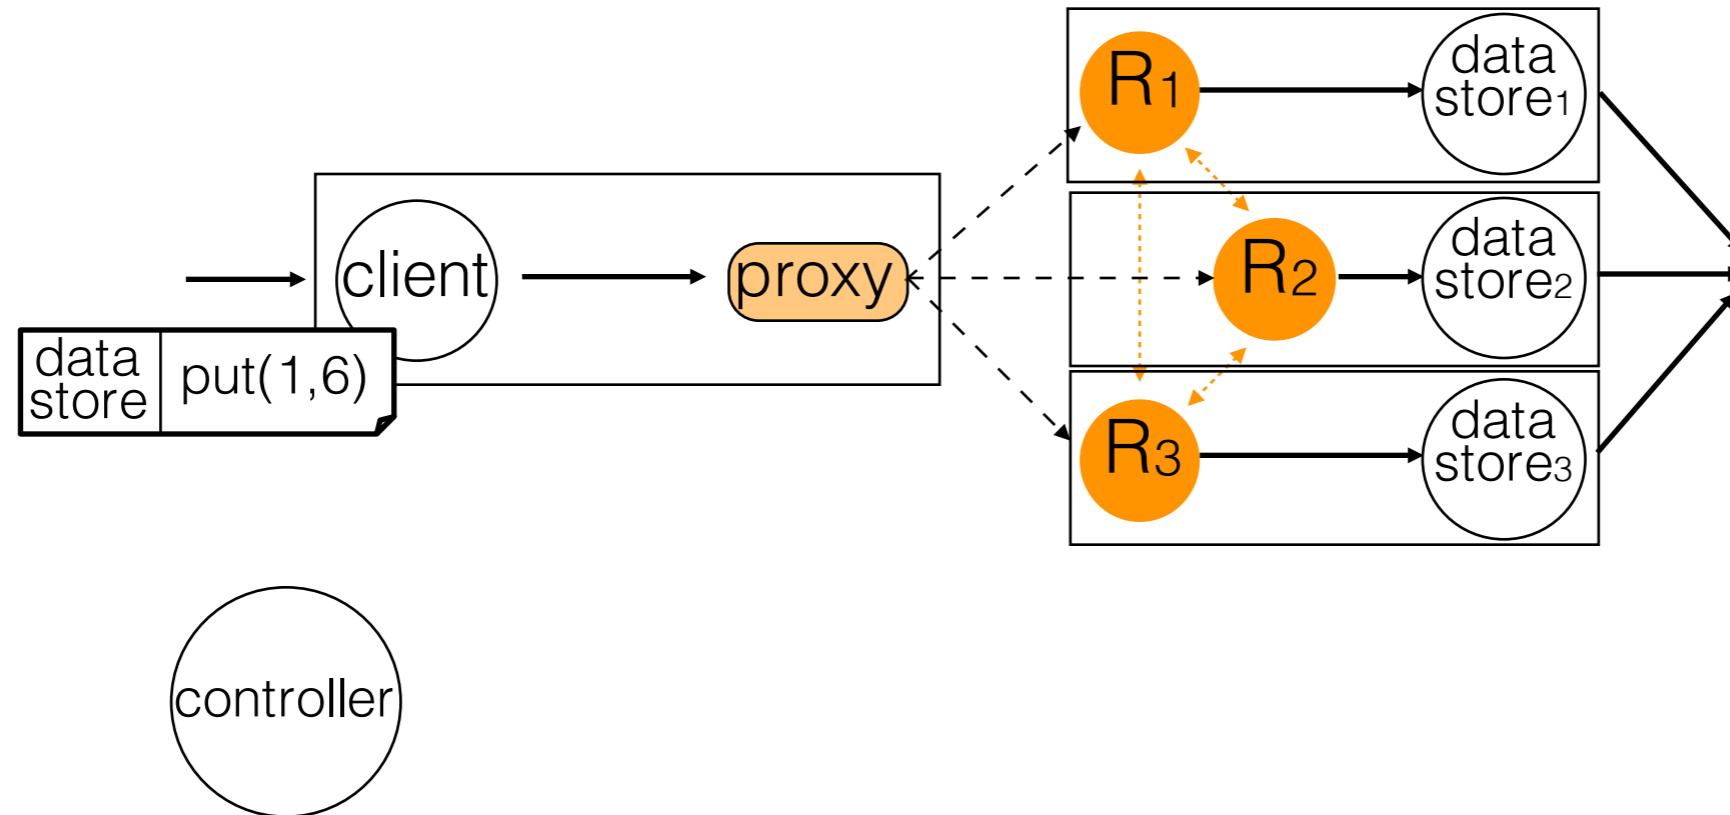 R1
data
store1
client
proxy
R2
data
store2
data
store
put(1,6)
R3
data
store3
controller